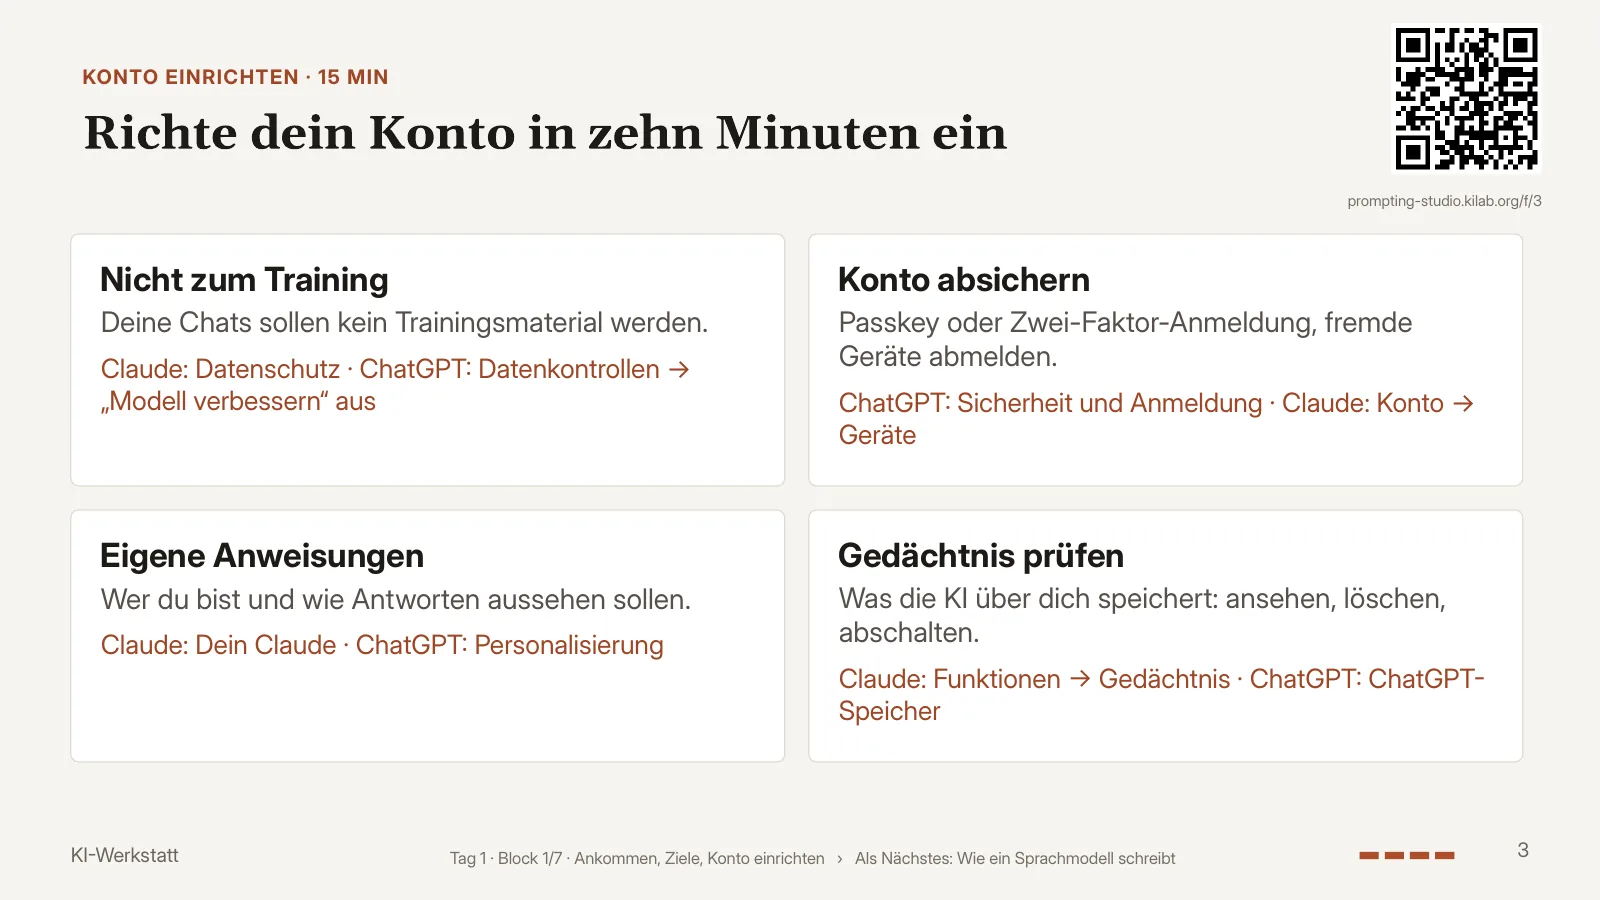 KONTO EINRICHTEN · 15 MIN
Richte dein Konto in zehn Minuten ein
prompting-studio.kilab.org/f/3
Nicht zum Training
Deine Chats sollen kein Trainingsmaterial werden.
Claude: Datenschutz · ChatGPT: Datenkontrollen →
„Modell verbessern“ aus
Konto absichern
Passkey oder Zwei-Faktor-Anmeldung, fremde
Geräte abmelden.
ChatGPT: Sicherheit und Anmeldung · Claude: Konto →
Geräte
Eigene Anweisungen
Wer du bist und wie Antworten aussehen sollen.
Claude: Dein Claude · ChatGPT: Personalisierung
Gedächtnis prüfen
Was die KI über dich speichert: ansehen, löschen,
abschalten.
Claude: Funktionen → Gedächtnis · ChatGPT: ChatGPT-
Speicher
KI-Werkstatt
Tag 1 · Block 1/7 · Ankommen, Ziele, Konto einrichten › Als Nächstes: Wie ein Sprachmodell schreibt
3